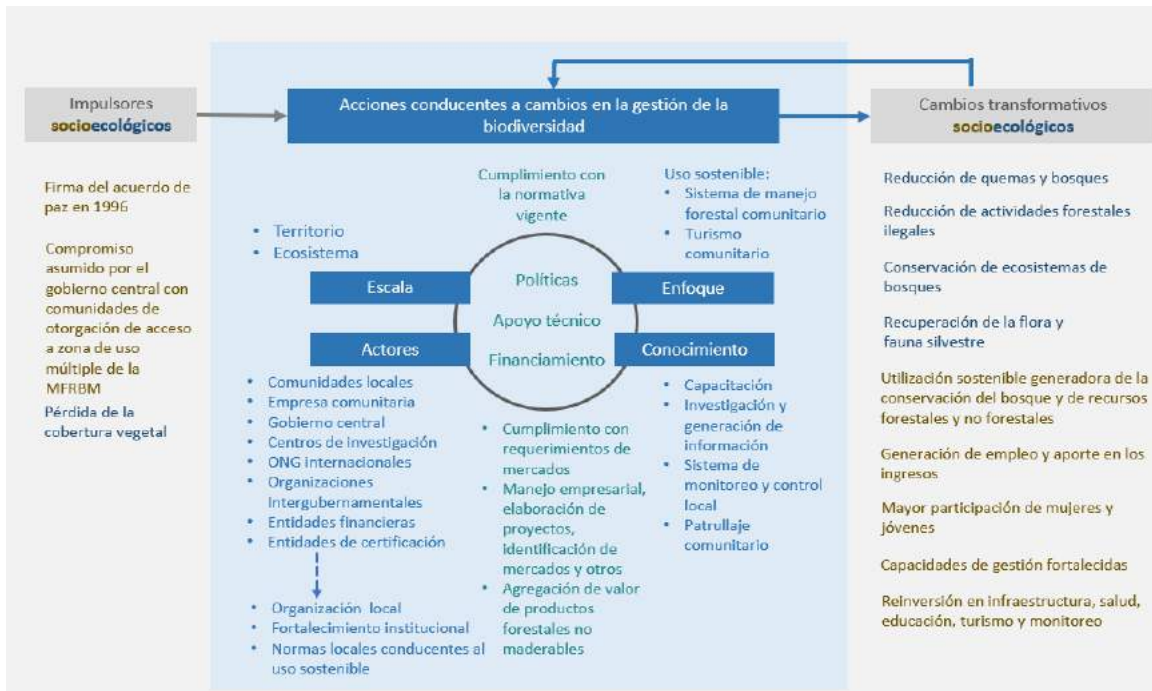 Impulsores
socioecológicos
Firma del acuerdo de
paz en 1996
Compromiso
asumido por el
gobierno central con
comunidades de
otorgación de acceso
a zona de uso
múltiple de la
MFRBM
Pérdida de la
cobertura vegetal
Acciones conducentes a cambios en la gestión de la
biodiversidad
• Territorio
• Ecosistema
Cumplimiento con
la normativa
vigente
Uso sostenible:
• Sistema de manejo
forestal comunitario
• Turismo
comunitario
Escala
Políticas
Enfoque
Apoyo técnico
Actores
Financiamiento
Conocimiento
• Comunidades locales
• Empresa comunitaria
• Gobierno central
• Centros de investigación
• ONG internacionales
• Organizaciones
Intergubernamentales
• Entidades financieras
• Entidades de certificación
• Organización local
• Fortalecimiento institucional
• Normas locales conducentes al
uso sostenible
• Cumplimiento con
requerimientos de
mercados
• Manejo empresarial,
elaboración de
proyectos,
identificación de
mercados y otros
• Agregación de valor
de productos
forestales no
maderables
• Capacitación
• Investigación y
generación de
información
• Sistema de
monitoreo y control
local
• Patrullaje
comunitario
Cambios transformativos
socioecológicos
Reducción de quemas y bosques
Reducción de actividades forestales
ilegales
Conservación de ecosistemas de
bosques
Recuperación de la flora y
fauna silvestre
Utilización sostenible generadora de la
conservación del bosque y de recursos
forestales y no forestales
Generación de empleo y aporte en los
ingresos
Mayor participación de mujeres y
jóvenes
Capacidades de gestión fortalecidas
Reinversión en infraestructura, salud,
educación, turismo y monitoreo